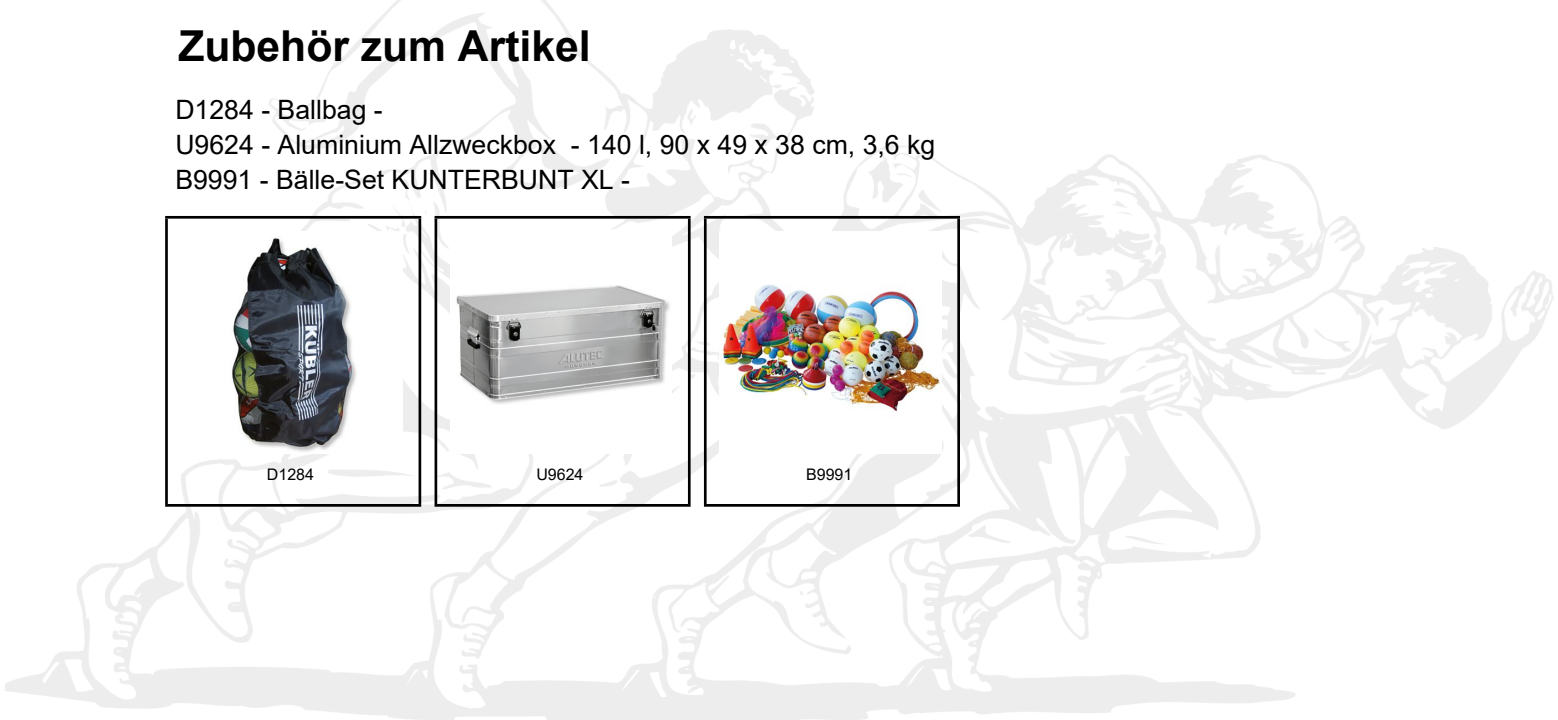 Zubehör zum Artikel
D1284 - Ballbag -
U9624 - Aluminium Allzweckbox  - 140 l, 90 x 49 x 38 cm, 3,6 kg
B9991 - Bälle-Set KUNTERBUNT XL -
KÜBLER
SPORT
ALUTEC
D1284
U9624
B9991